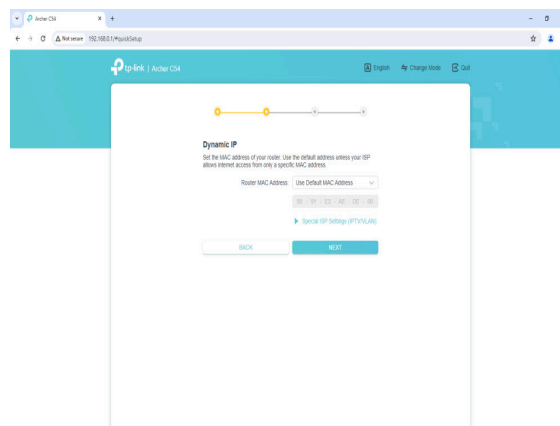 Archer C54
Not secure 192.168.0.1/#quickSetup
tp-link | Archer C54
English Change Mode Quit
Dynamic IP
Set the MAC address of your router. Use the default address unless your ISP
allows internet access from only a specific MAC address.
Router MAC Address: Use Default MAC Address
Special ISP Settings (IPTV/VLAN)
BACK NEXT